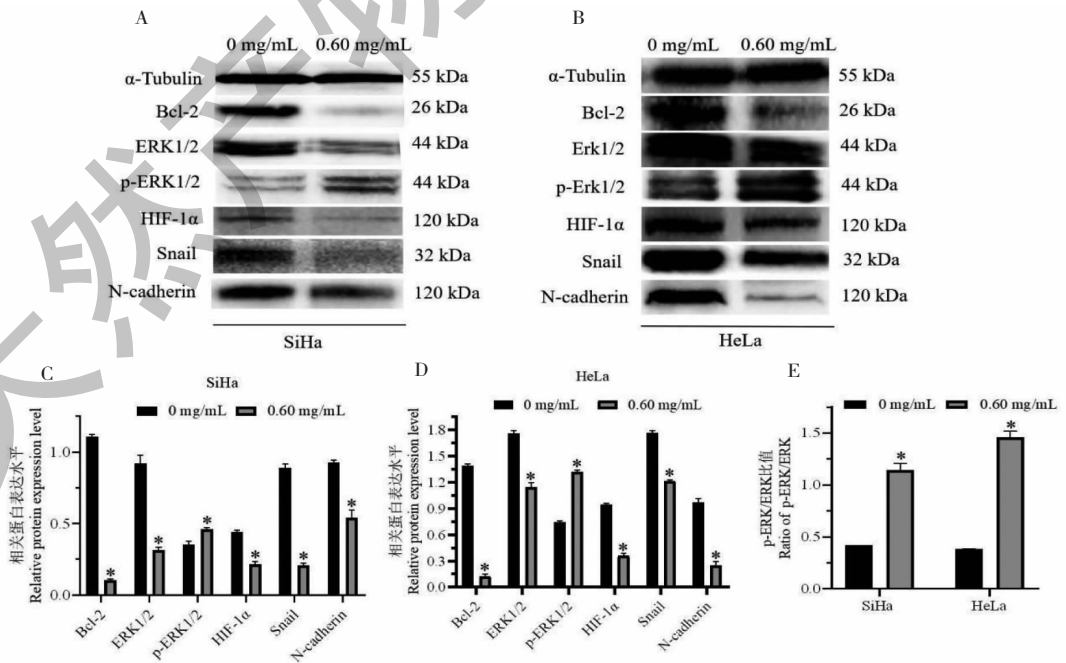 A
0 mg/mL 0.60 mg/mL
α-Tubulin 55 kDa
Bcl-2 26 kDa
ERK1/2 44 kDa
p-ERK1/2 44 kDa
HIF-1α 120 kDa
Snail 32 kDa
N-cadherin 120 kDa
SiHa
B
0 mg/mL 0.60 mg/mL
α-Tubulin 55 kDa
Bcl-2 26 kDa
Erk1/2 44 kDa
p-Erk1/2 44 kDa
HIF-1α 120 kDa
Snail 32 kDa
N-cadherin 120 kDa
HeLa
C
SiHa
0 mg/mL 0.60 mg/mL
相关蛋白表达水平
Relative protein expression level
1.0
0.5
0.0
* * * * * *
Bcl-2 ERK1/2 p-ERK1/2 HIF-1α Snail N-cadherin
D
HeLa
0 mg/mL 0.60 mg/mL
相关蛋白表达水平
Relative protein expression level
1.8
1.5
1.2
0.9
0.6
0.3
0.0
* * * * * *
Bcl-2 ERK1/2 p-ERK1/2 HIF-1α Snail N-cadherin
E
0 mg/mL 0.60 mg/mL
p-ERK/ERK比值
Ratio of p-ERK/ERK
1.5
1.0
0.5
0.0
* *
SiHa HeLa
天然产物